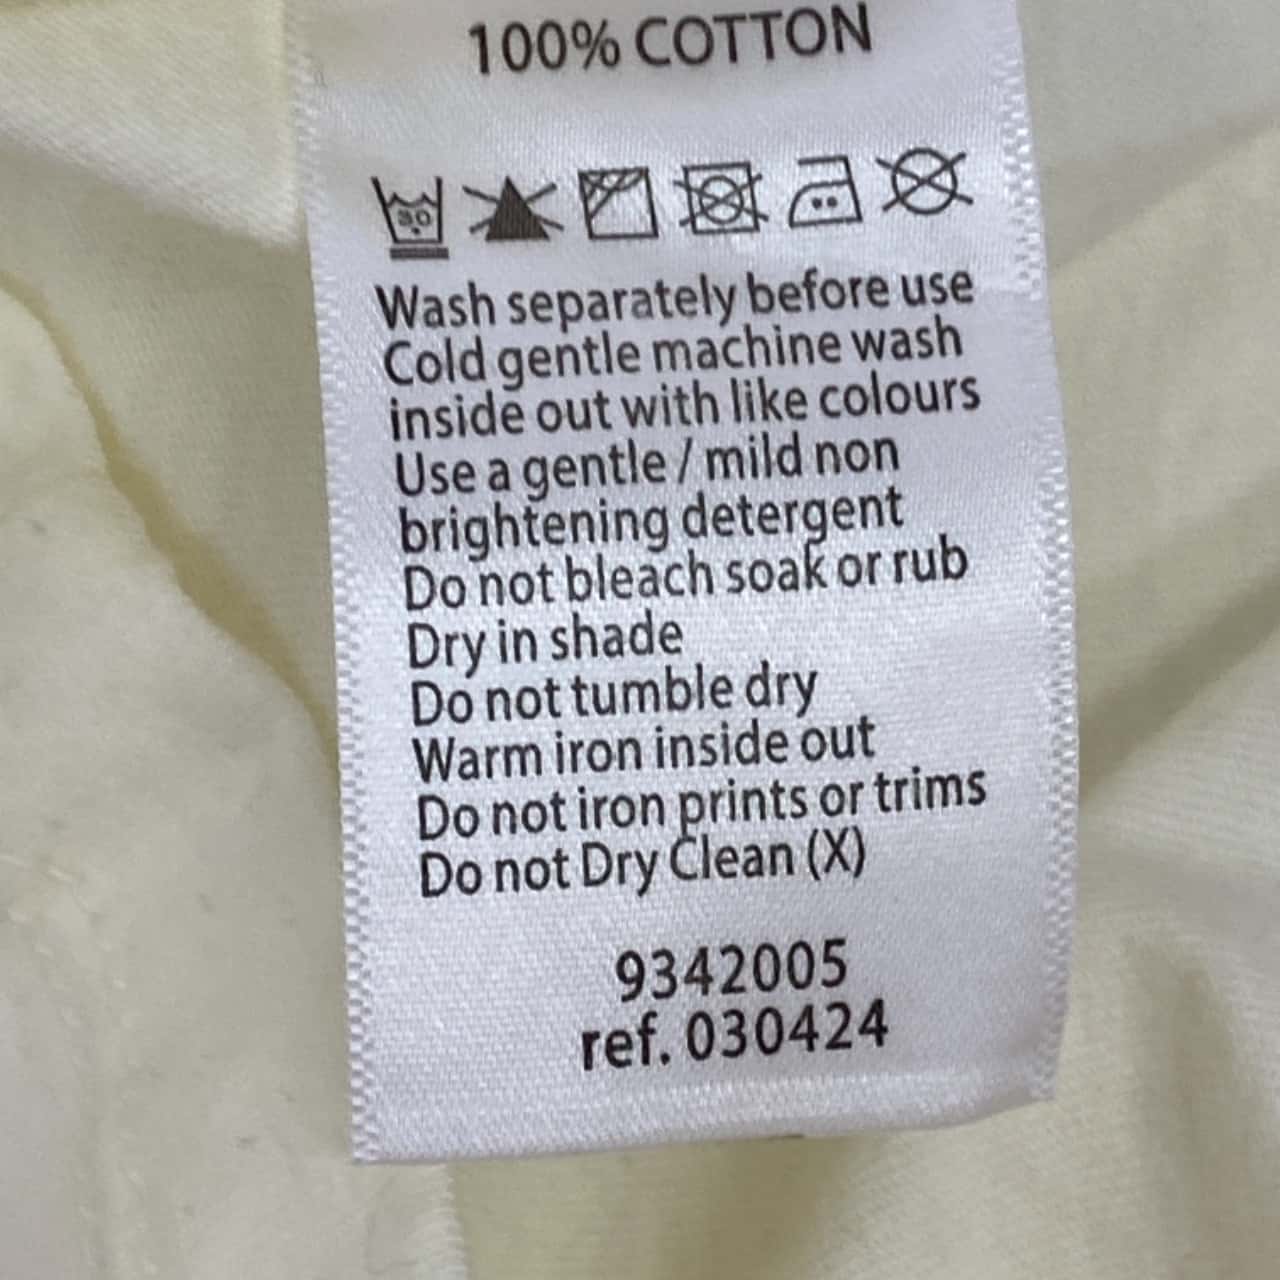 100% COTTON
30
Wash separately before use
Cold gentle machine wash
inside out with like colours
Use a gentle / mild non
brightening detergent
Do not bleach soak or rub
Dry in shade
Do not tumble dry
Warm iron inside out
Do not iron prints or trims
Do not Dry Clean (X)
9342005
ref. 030424